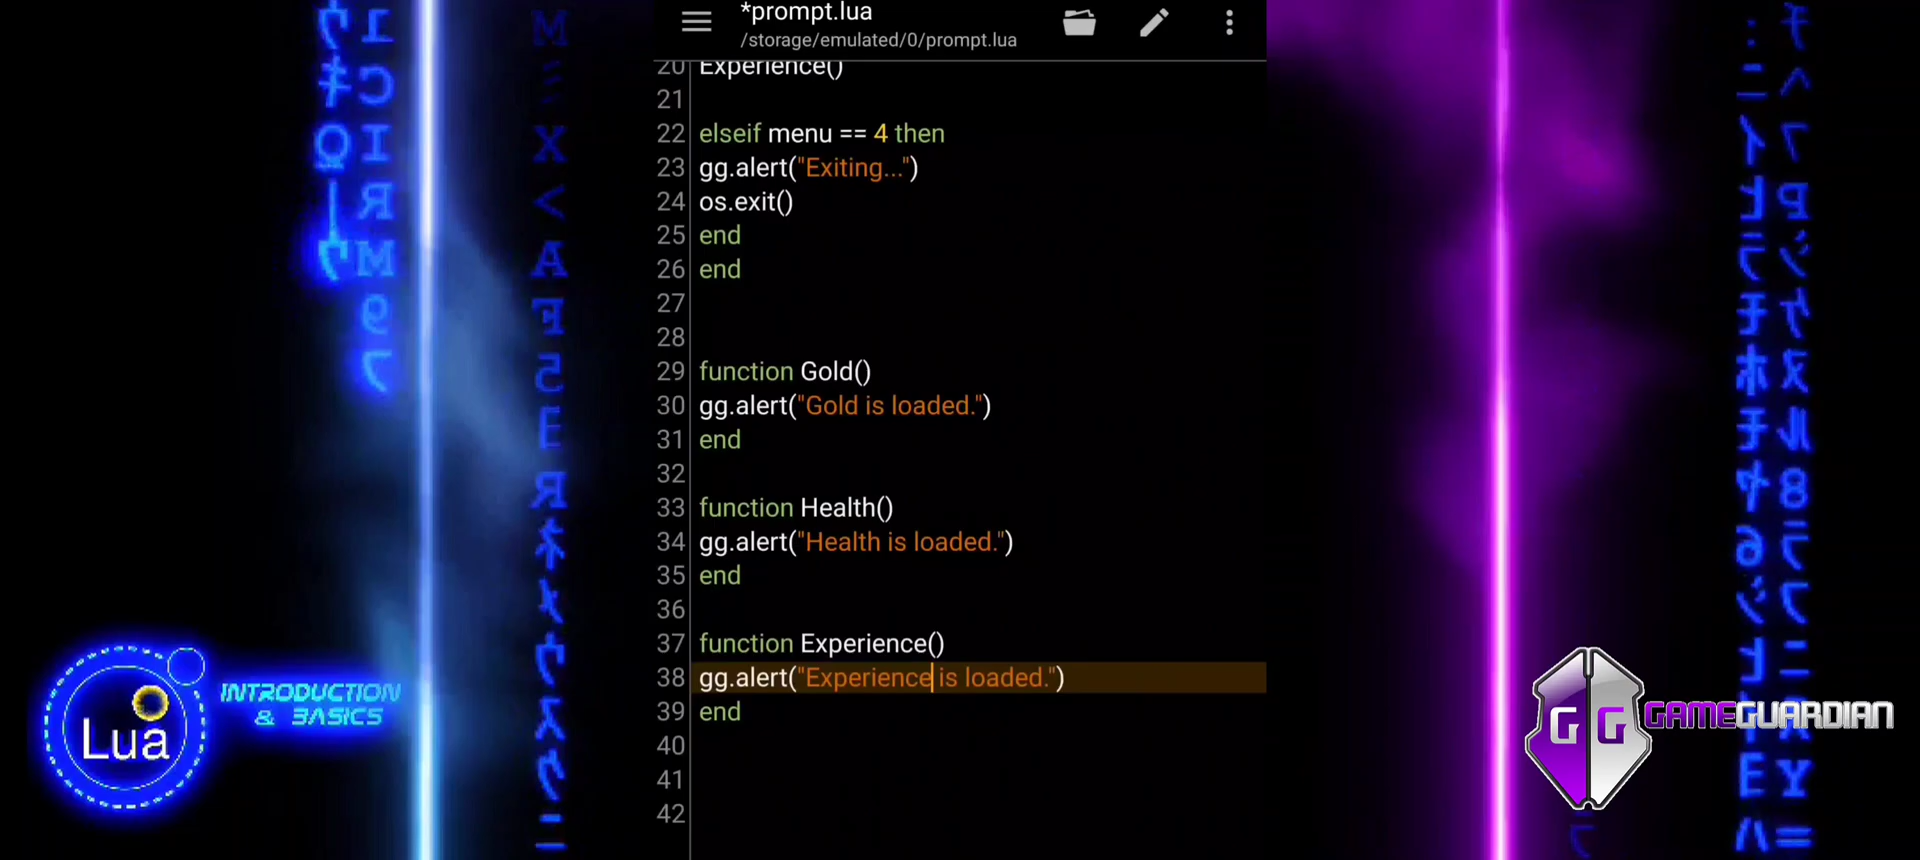 *prompt.lua
/storage/emulated/0/prompt.lua
20 Experience()
21
22 elseif menu == 4 then
23 gg.alert("Exiting...")
24 os.exit()
25 end
26 end
27
28
29 function Gold()
30 gg.alert("Gold is loaded.")
31 end
32
33 function Health()
34 gg.alert("Health is loaded.")
35 end
36
37 function Experience()
38 gg.alert("Experience is loaded.")
39 end
40
41
42
Lua
INTRODUCTION
& BASICS
GG
GAMEGUARDIAN